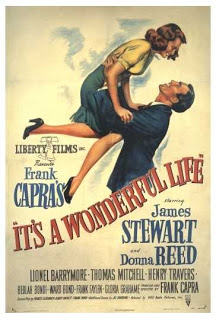 LIBERTY FILMS INC.
Presents
FRANK
CAPRA'S
"IT'S A WONDERFUL LIFE"
starring
James
STEWART
and
Donna
REED
LIONEL BARRYMORE · THOMAS MITCHELL · HENRY TRAVERS
BEULAH BONDI · WARD BOND · FRANK FAYLEN · GLORIA GRAHAME
FRANK CAPRA